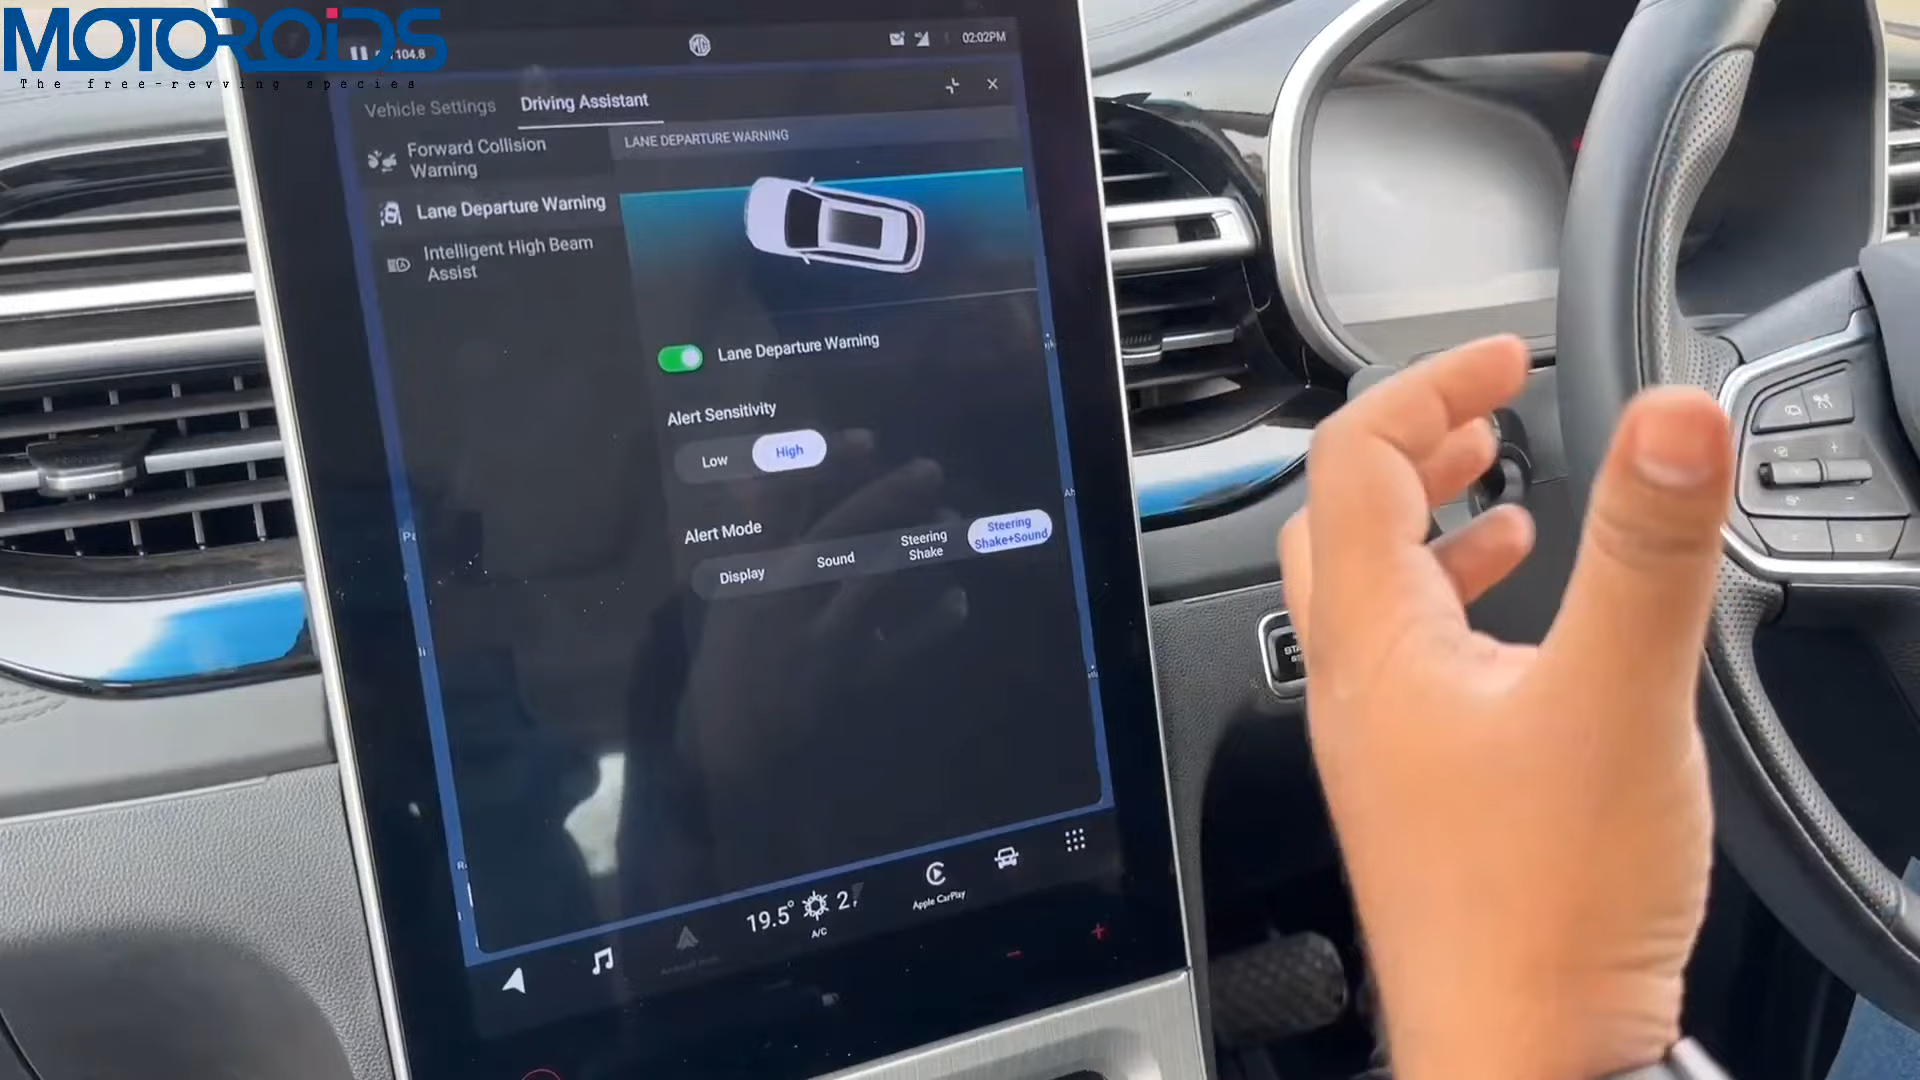 MOTOROiDS
The free-revving species
104.8
02:02PM
Vehicle Settings
Driving Assistant
Forward Collision
Warning
Lane Departure Warning
Intelligent High Beam
Assist
LANE DEPARTURE WARNING
Lane Departure Warning
Alert Sensitivity
Low
High
Alert Mode
Display
Sound
Steering
Shake
Steering
Shake+Sound
19.5°
A/C
Apple CarPlay